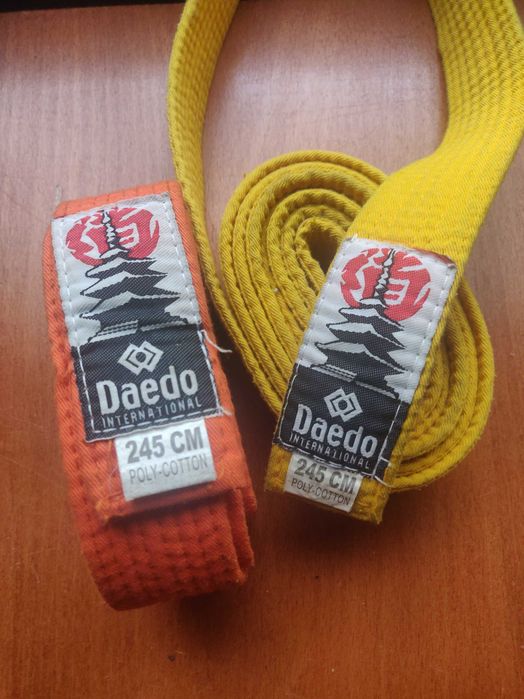 Daedo
INTERNATIONAL
245 CM
POLY-COTTON
Daedo
INTERNATIONAL
245 CM
POLY-COTTON